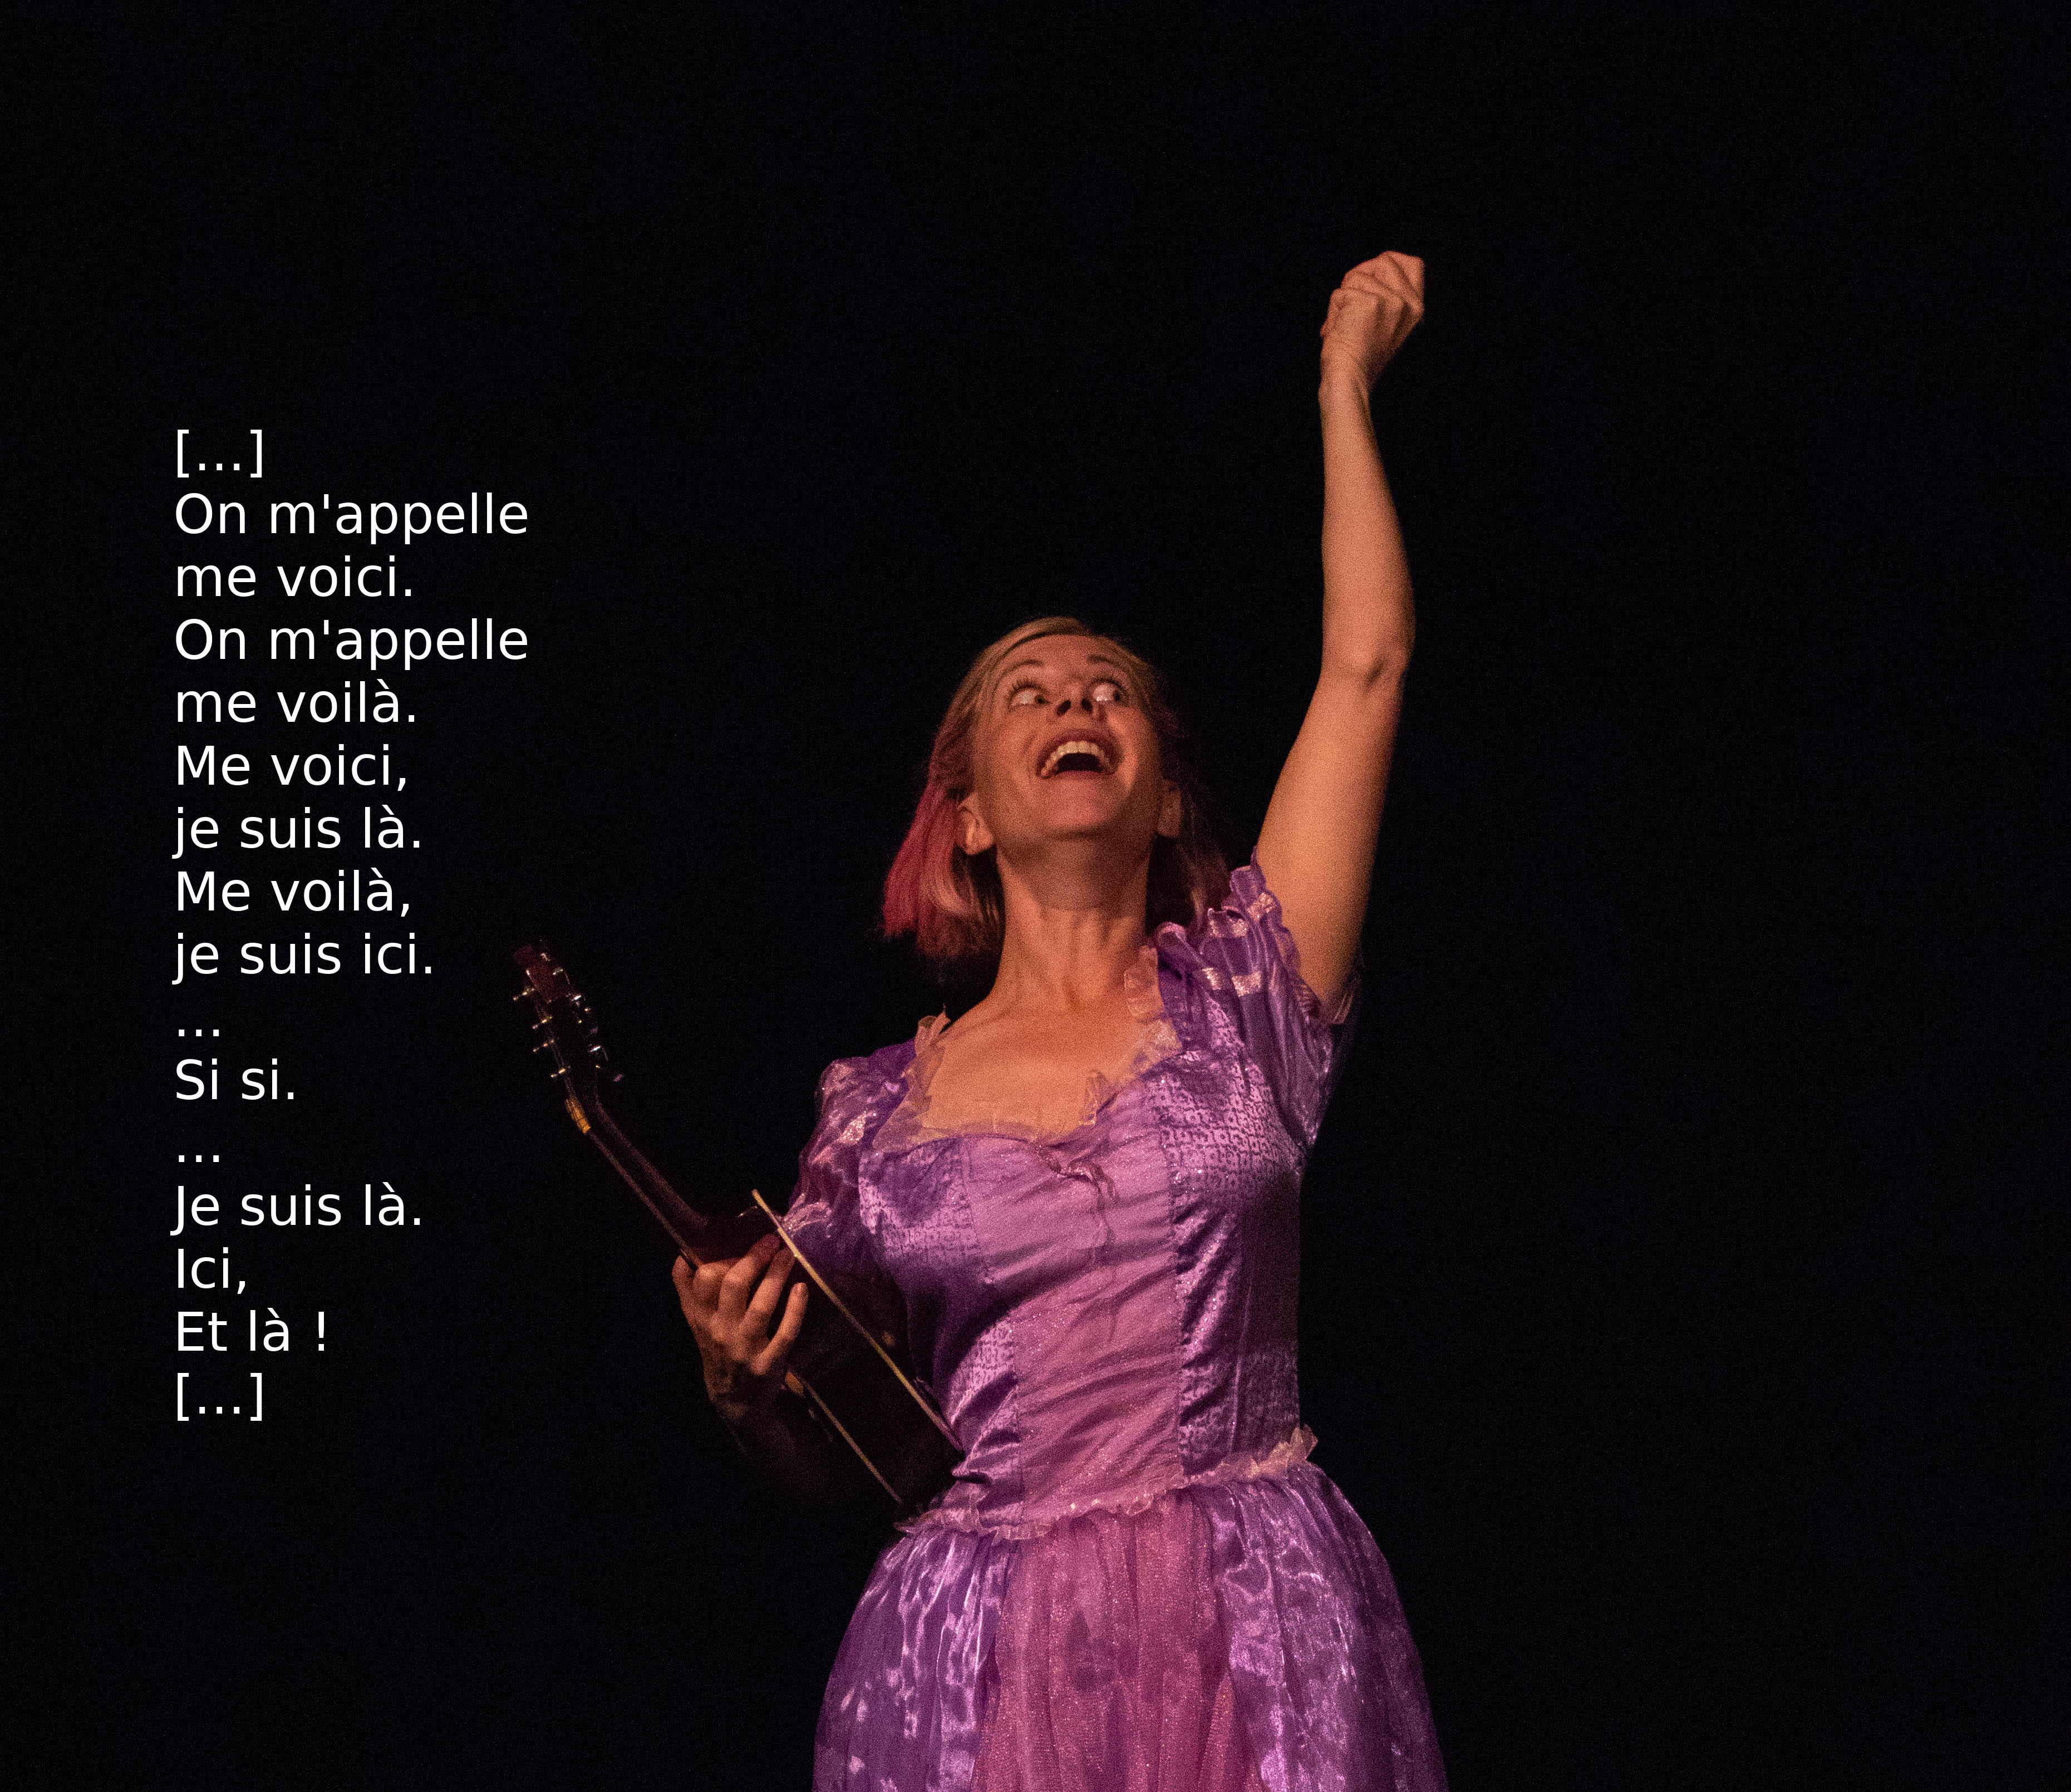 [...]
On m'appelle
me voici.
On m'appelle
me voilà.
Me voici,
je suis là.
Me voilà,
je suis ici.
...
Si si.
...
Je suis là.
Ici,
Et là !
[...]